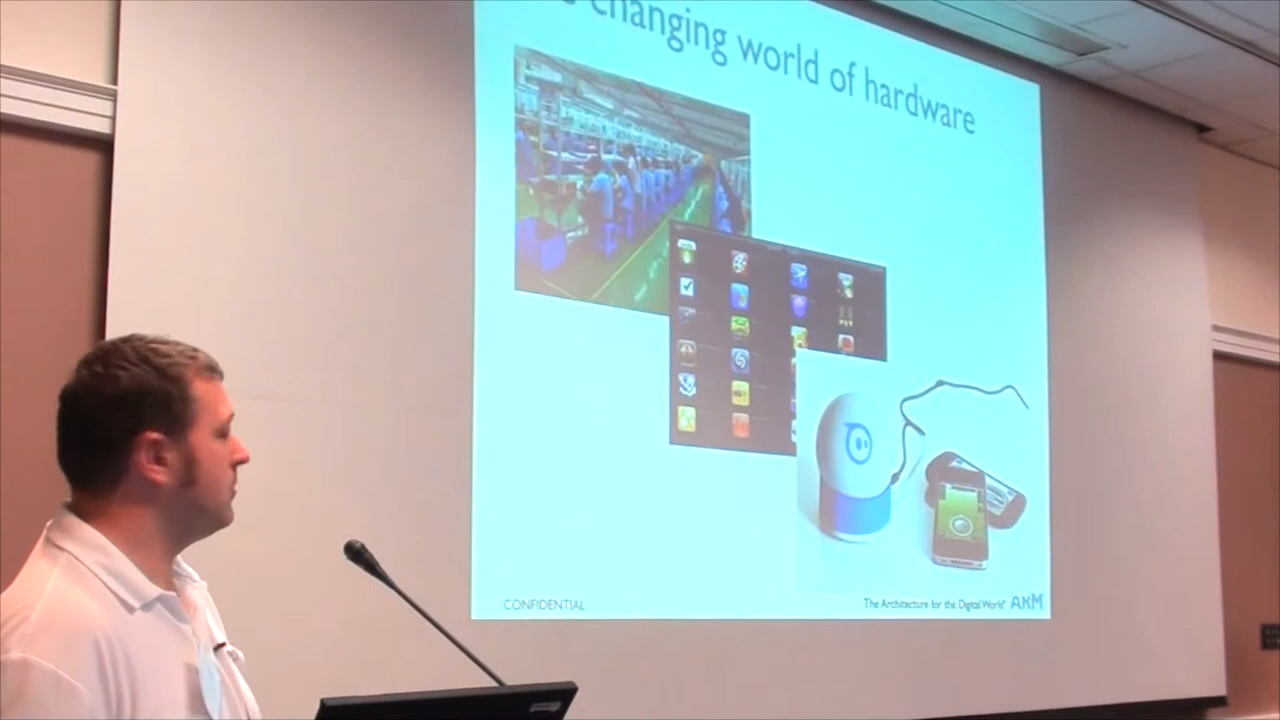 changing world of hardware
CONFIDENTIAL
The Architecture for the Digital World® ARM